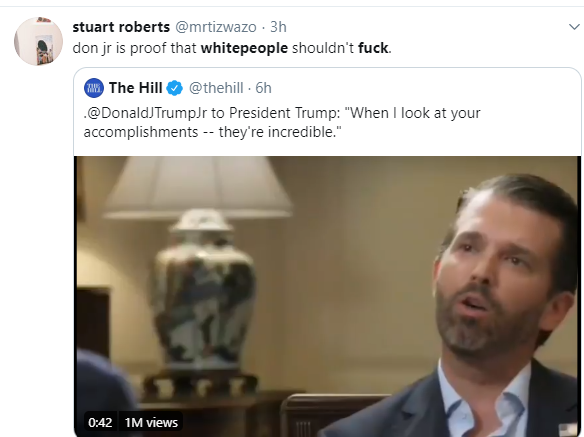 stuart roberts @mrtizwazo · 3h
don jr is proof that whitepeople shouldn't fuck.
THE HILL The Hill @thehill · 6h
.@DonaldJTrumpJr to President Trump: "When I look at your
accomplishments -- they're incredible."
0:42 1M views